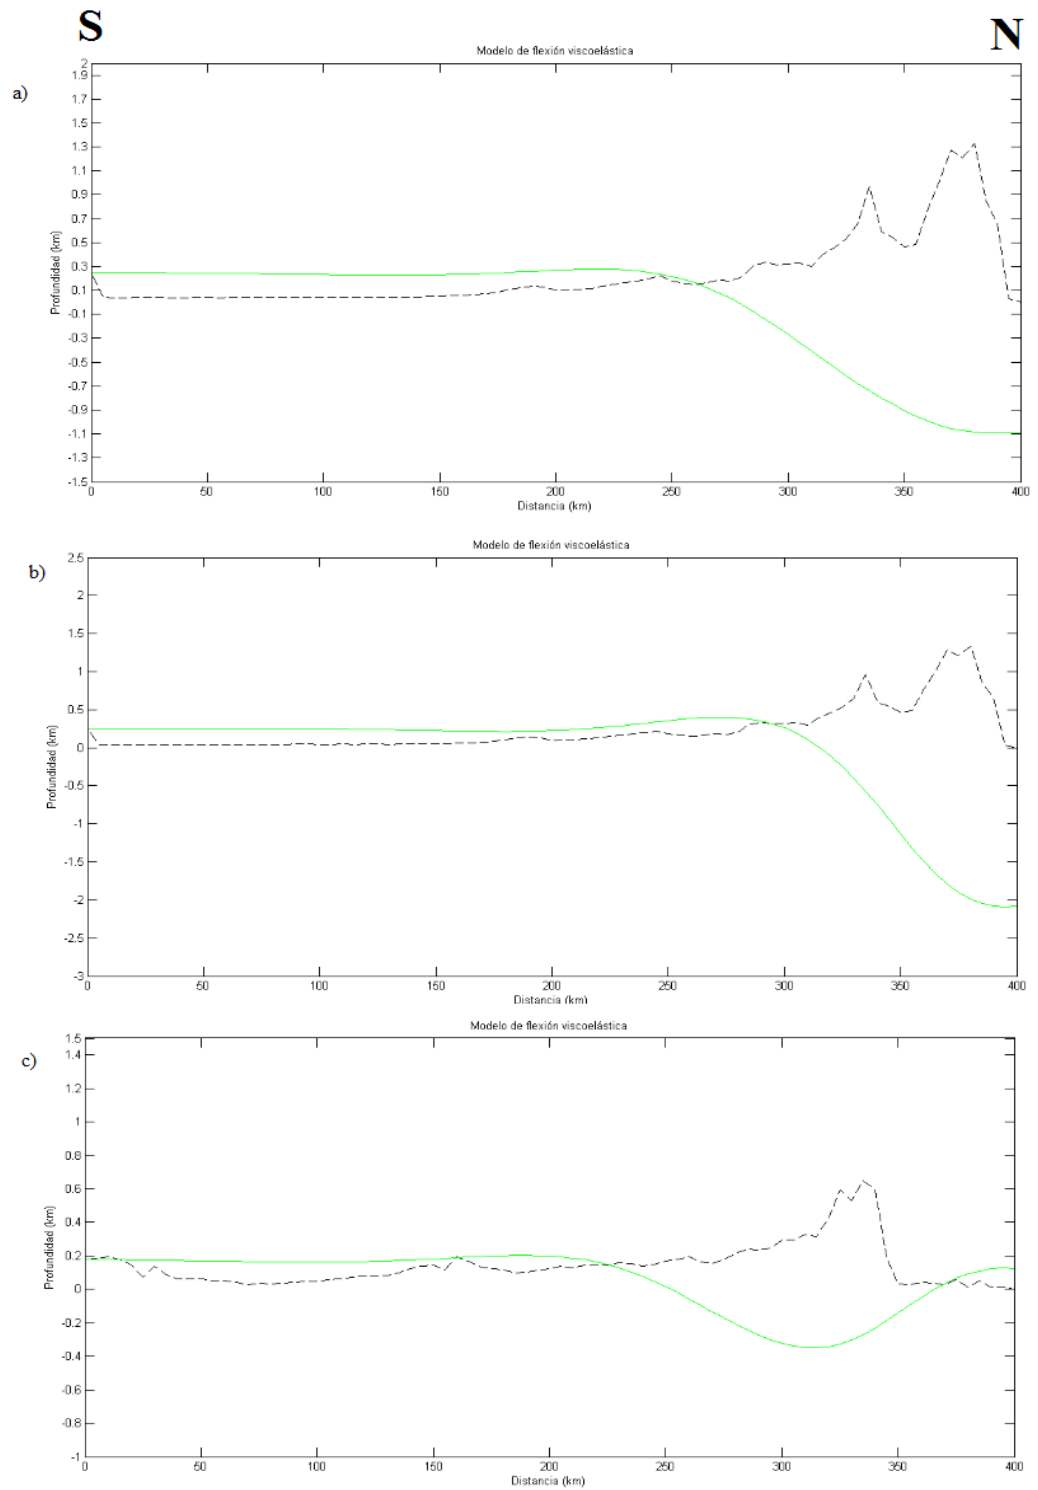 S N
Modelo de flexión viscoelástica
a)
2
1.9
1.7
1.5
1.3
1.1
0.9
0.7
0.5
0.3
0.1
-0.1
-0.3
-0.5
-0.7
-0.9
-1.1
-1.3
-1.5
Profundidad (km)
0 50 100 150 200 250 300 350 400
Distancia (km)
Modelo de flexión viscoelástica
b)
2.5
2
1.5
1
0.5
0
-0.5
-1
-1.5
-2
-2.5
-3
Profundidad (km)
0 50 100 150 200 250 300 350 400
Distancia (km)
Modelo de flexión viscoelástica
c)
1.5
1.4
1.2
1
0.8
0.6
0.4
0.2
0
-0.2
-0.4
-0.6
-0.8
-1
Profundidad (km)
0 50 100 150 200 250 300 350 400
Distancia (km)